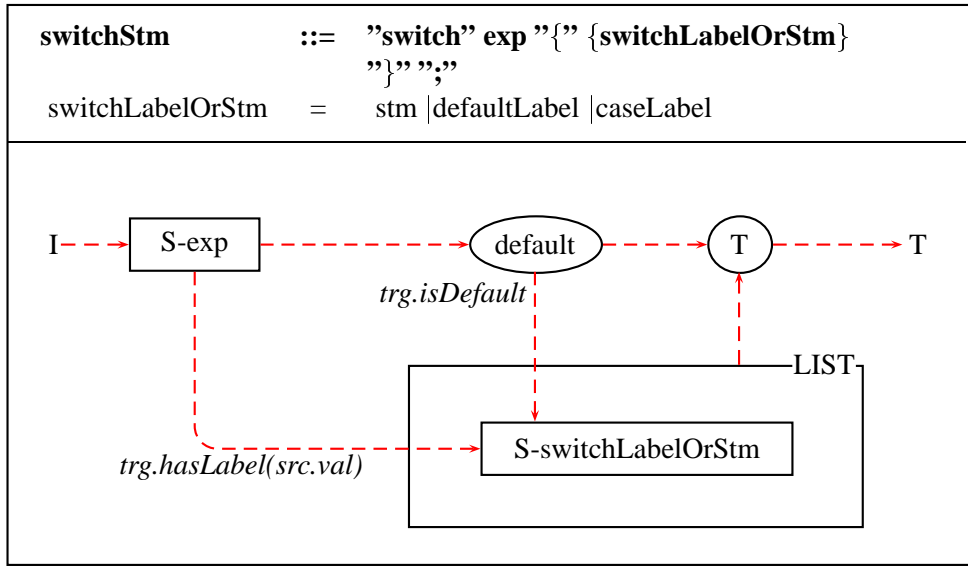 switchStm ::= ”switch” exp ”{” {switchLabelOrStm}
”}” ”;”
switchLabelOrStm = stm |defaultLabel |caseLabel
I S-exp default T T
trg.isDefault
LIST
S-switchLabelOrStm
trg.hasLabel(src.val)